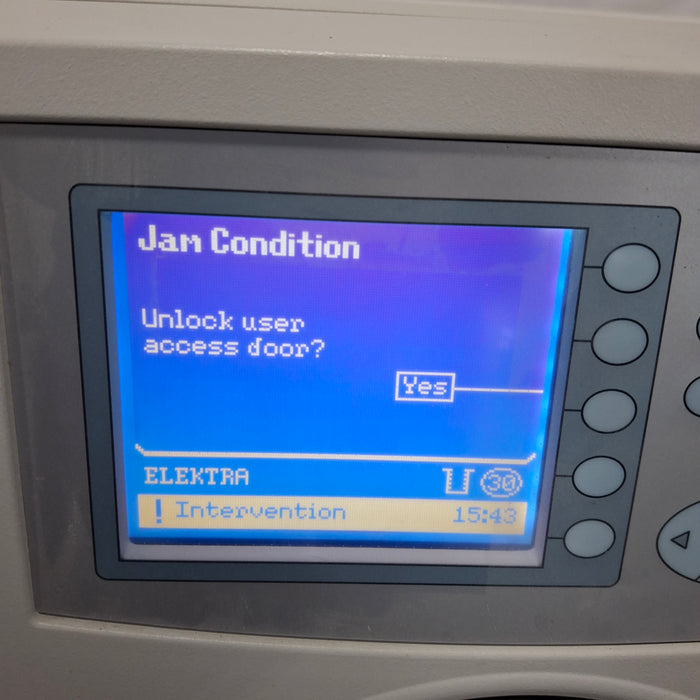 Jam Condition
Unlock user
access door?
Yes
ELEKTRA 30
! Intervention 15:43